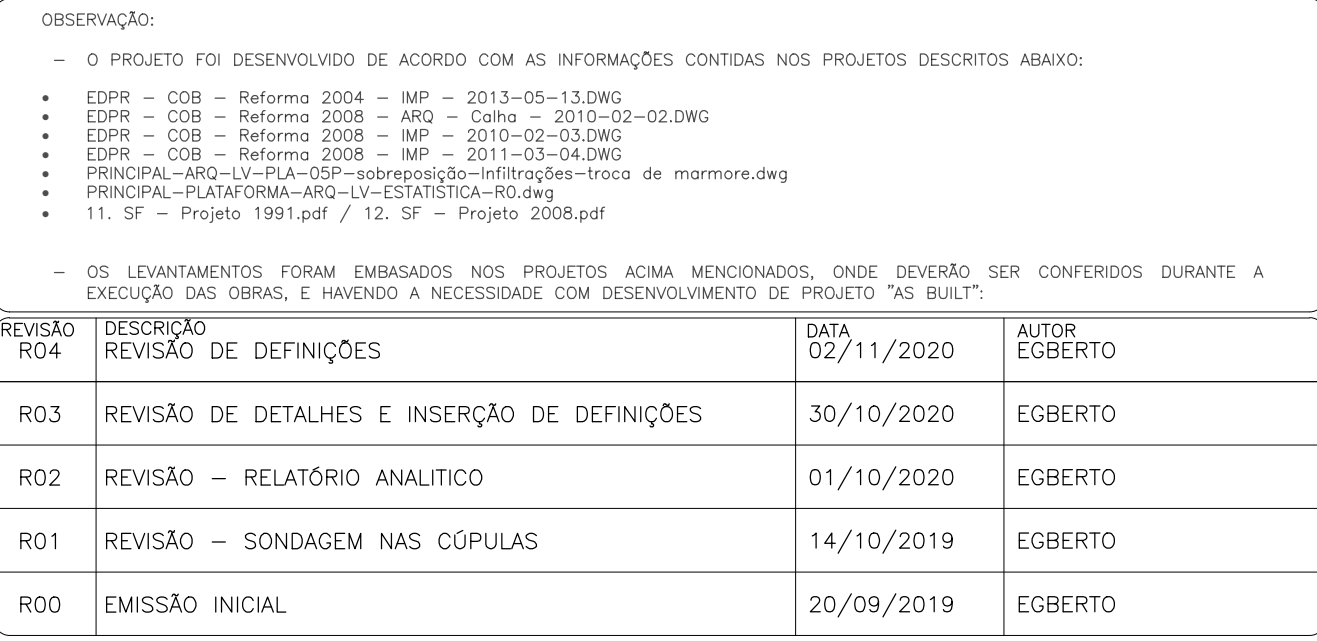 OBSERVAÇÃO:
– O PROJETO FOI DESENVOLVIDO DE ACORDO COM AS INFORMAÇÕES CONTIDAS NOS PROJETOS DESCRITOS ABAIXO:
• EDPR – COB – Reforma 2004 – IMP – 2013–05–13.DWG
• EDPR – COB – Reforma 2008 – ARQ – Calha – 2010–02–02.DWG
• EDPR – COB – Reforma 2008 – IMP – 2010–02–03.DWG
• EDPR – COB – Reforma 2008 – IMP – 2011–03–04.DWG
• PRINCIPAL–ARQ–LV–PLA–05P–sobreposição–Infiltrações–troca de marmore.dwg
• PRINCIPAL–PLATAFORMA–ARQ–LV–ESTATISTICA–R0.dwg
• 11. SF – Projeto 1991.pdf / 12. SF – Projeto 2008.pdf
– OS LEVANTAMENTOS FORAM EMBASADOS NOS PROJETOS ACIMA MENCIONADOS, ONDE DEVERÃO SER CONFERIDOS DURANTE A
EXECUÇÃO DAS OBRAS, E HAVENDO A NECESSIDADE COM DESENVOLVIMENTO DE PROJETO "AS BUILT":
REVISÃO DESCRIÇÃO DATA AUTOR
R04 REVISÃO DE DEFINIÇÕES 02/11/2020 EGBERTO
R03 REVISÃO DE DETALHES E INSERÇÃO DE DEFINIÇÕES 30/10/2020 EGBERTO
R02 REVISÃO – RELATÓRIO ANALITICO 01/10/2020 EGBERTO
R01 REVISÃO – SONDAGEM NAS CÚPULAS 14/10/2019 EGBERTO
R00 EMISSÃO INICIAL 20/09/2019 EGBERTO